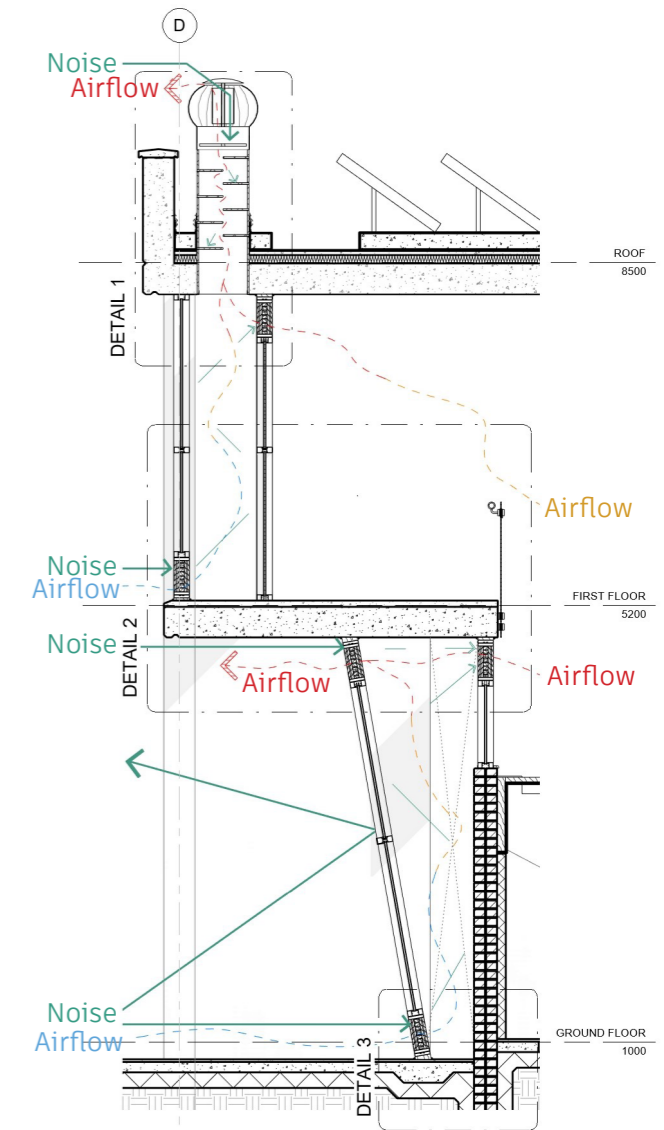 D
Noise
Airflow
ROOF
8500
DETAIL 1
Airflow
Noise
Airflow
FIRST FLOOR
5200
Noise
DETAIL 2
Airflow
Airflow
Noise
Airflow
GROUND FLOOR
1000
DETAIL 3